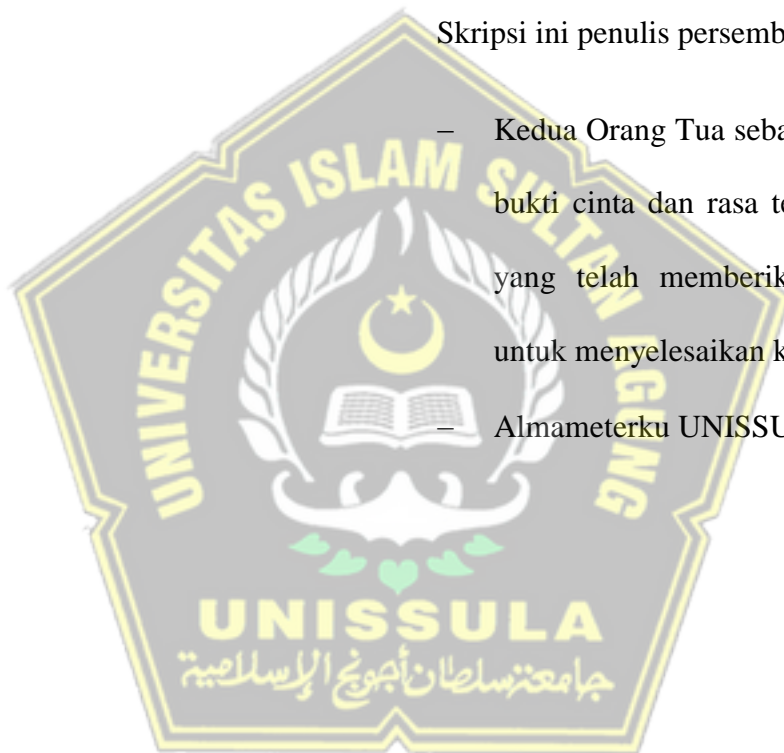 Skripsi ini penulis persemb
– Kedua Orang Tua seba
bukti cinta dan rasa te
yang telah memberik
untuk menyelesaikan k
– Almameterku UNISSU
UNIVERSITAS ISLAM SULTAN AGUNG
UNISSULA
جامعة سلطان أجونج الإسلامية